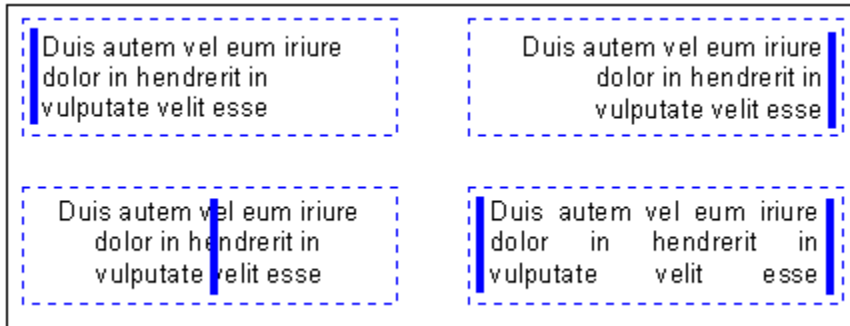 Duis autem vel eum iriure
dolor in hendrerit in
vulputate velit esse
Duis autem vel eum iriure
dolor in hendrerit in
vulputate velit esse
Duis autem vel eum iriure
dolor in hendrerit in
vulputate velit esse
Duis autem vel eum iriure
dolor in hendrerit in
vulputate velit esse